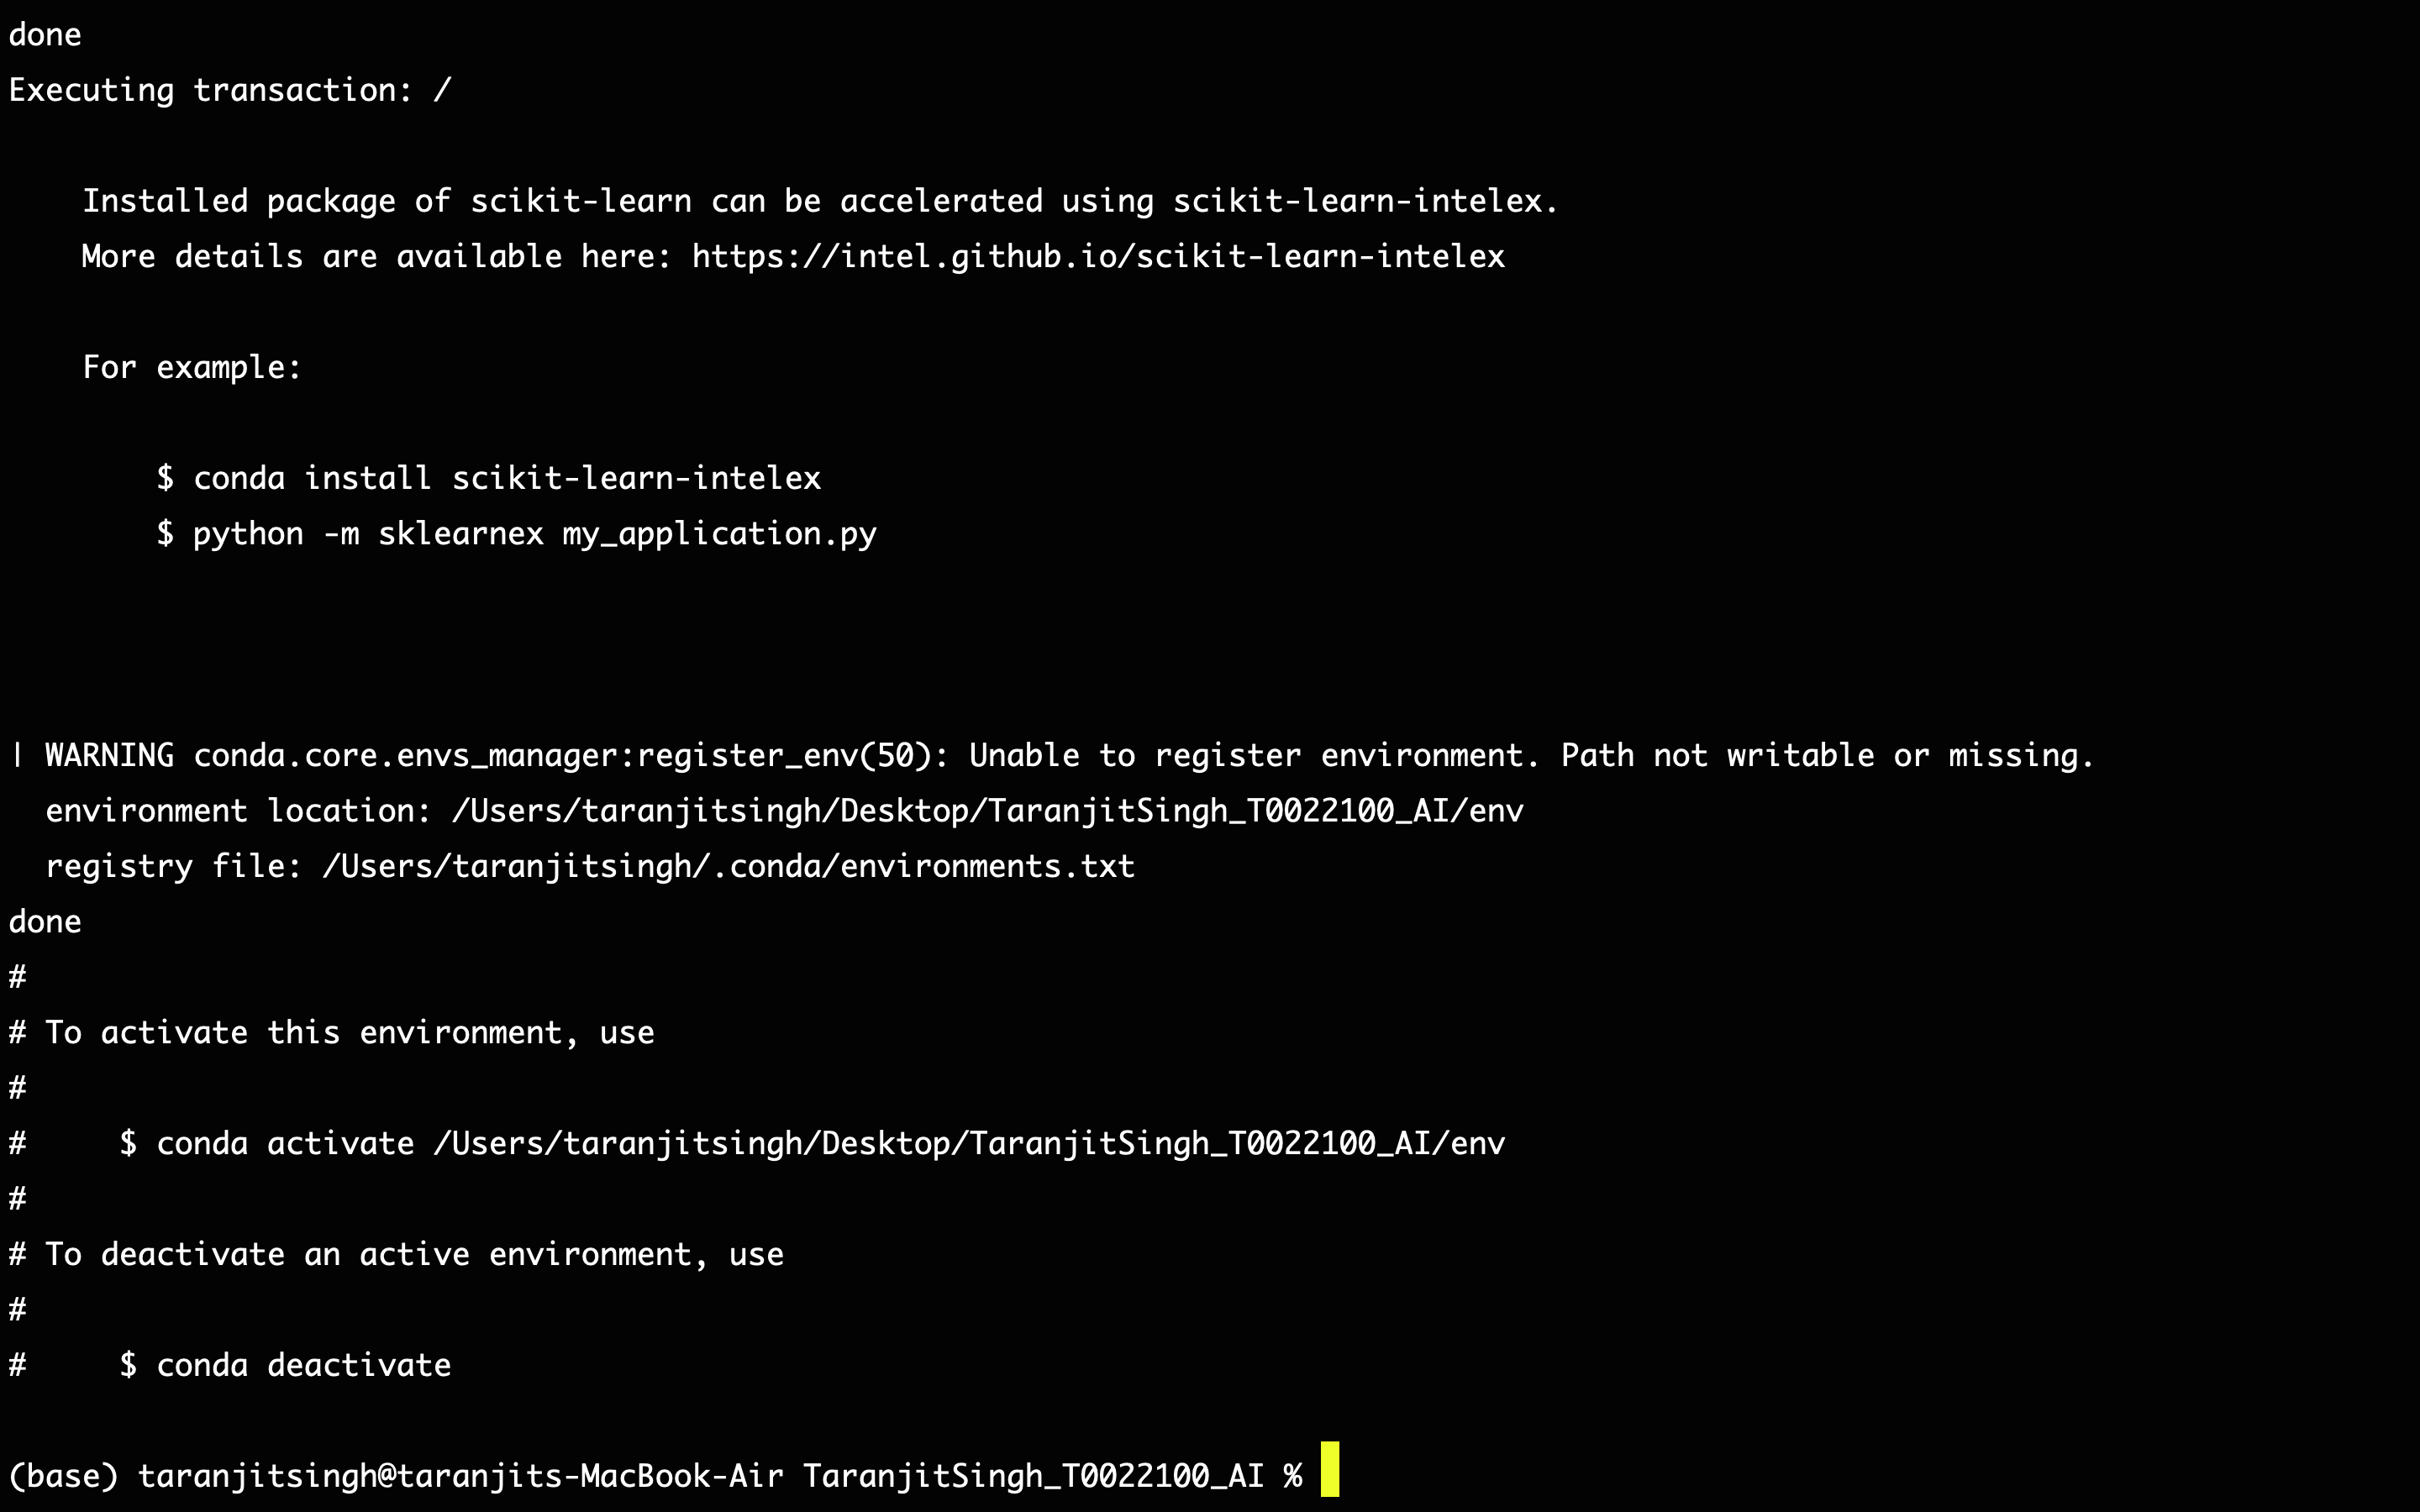 done
Executing transaction: /
Installed package of scikit-learn can be accelerated using scikit-learn-intelex.
More details are available here: https://intel.github.io/scikit-learn-intelex
For example:
$ conda install scikit-learn-intelex
$ python -m sklearnex my_application.py
| WARNING conda.core.envs_manager:register_env(50): Unable to register environment. Path not writable or missing.
environment location: /Users/taranjitsingh/Desktop/TaranjitSingh_T0022100_AI/env
registry file: /Users/taranjitsingh/.conda/environments.txt
done
#
# To activate this environment, use
#
#     $ conda activate /Users/taranjitsingh/Desktop/TaranjitSingh_T0022100_AI/env
#
# To deactivate an active environment, use
#
#     $ conda deactivate
(base) taranjitsingh@taranjits-MacBook-Air TaranjitSingh_T0022100_AI %